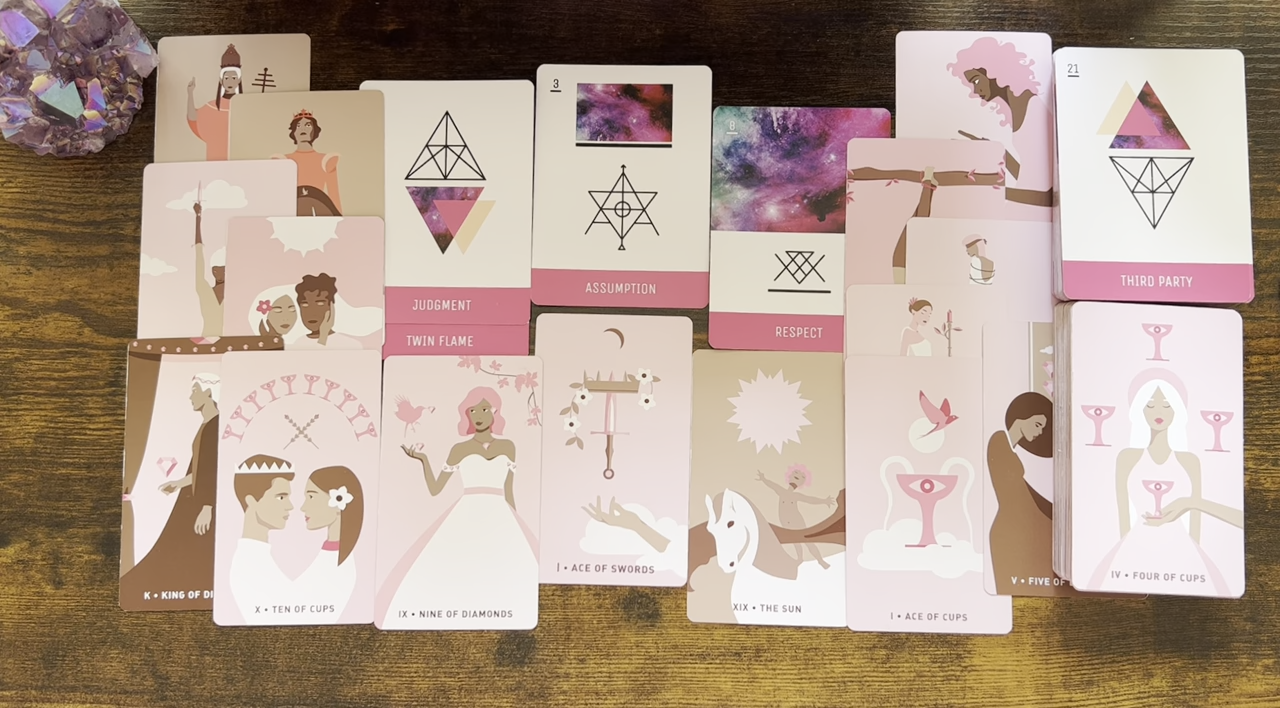 3
8
21
JUDGMENT
TWIN FLAME
ASSUMPTION
RESPECT
THIRD PARTY
K • KING OF DI
X • TEN OF CUPS
IX • NINE OF DIAMONDS
I • ACE OF SWORDS
XIX • THE SUN
I • ACE OF CUPS
V • FIVE OF
IV • FOUR OF CUPS